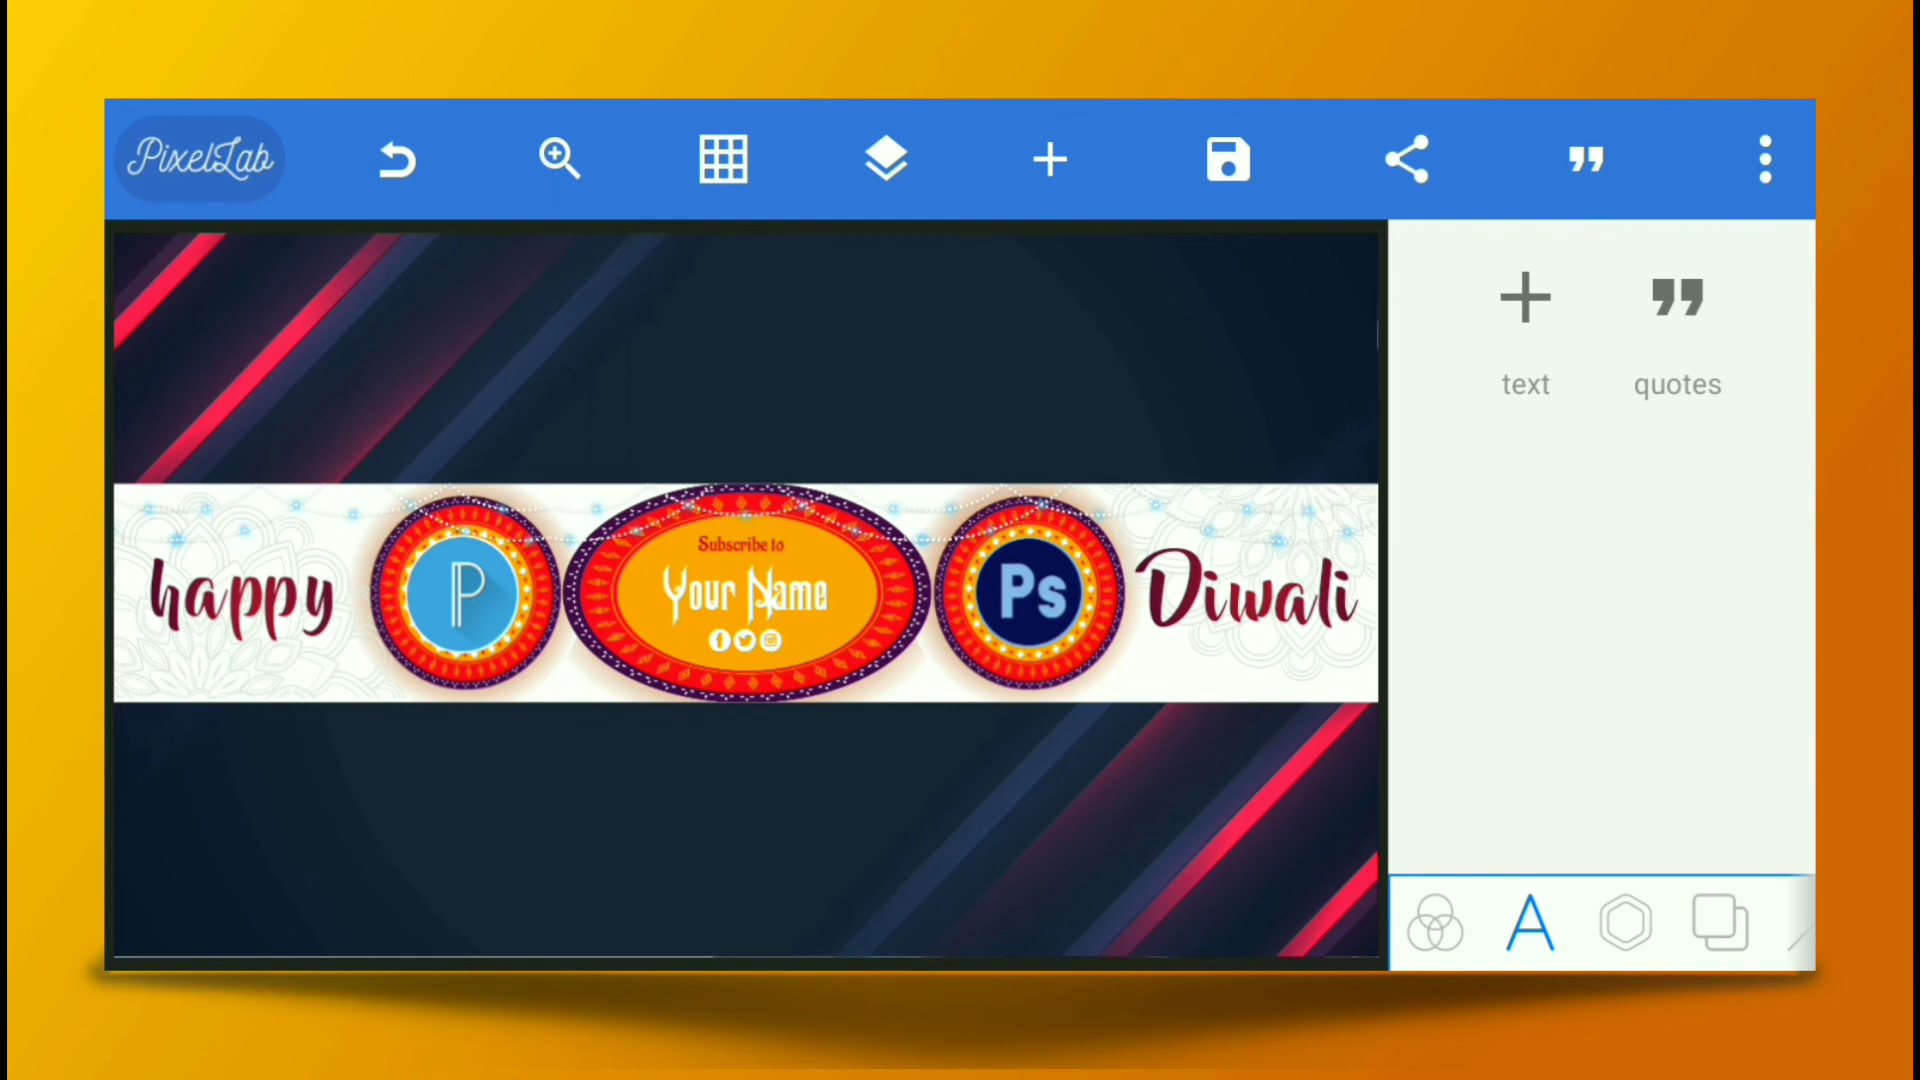 PixelLab
text
quotes
happy
P
Subscribe to
Your Name
Ps
Diwali